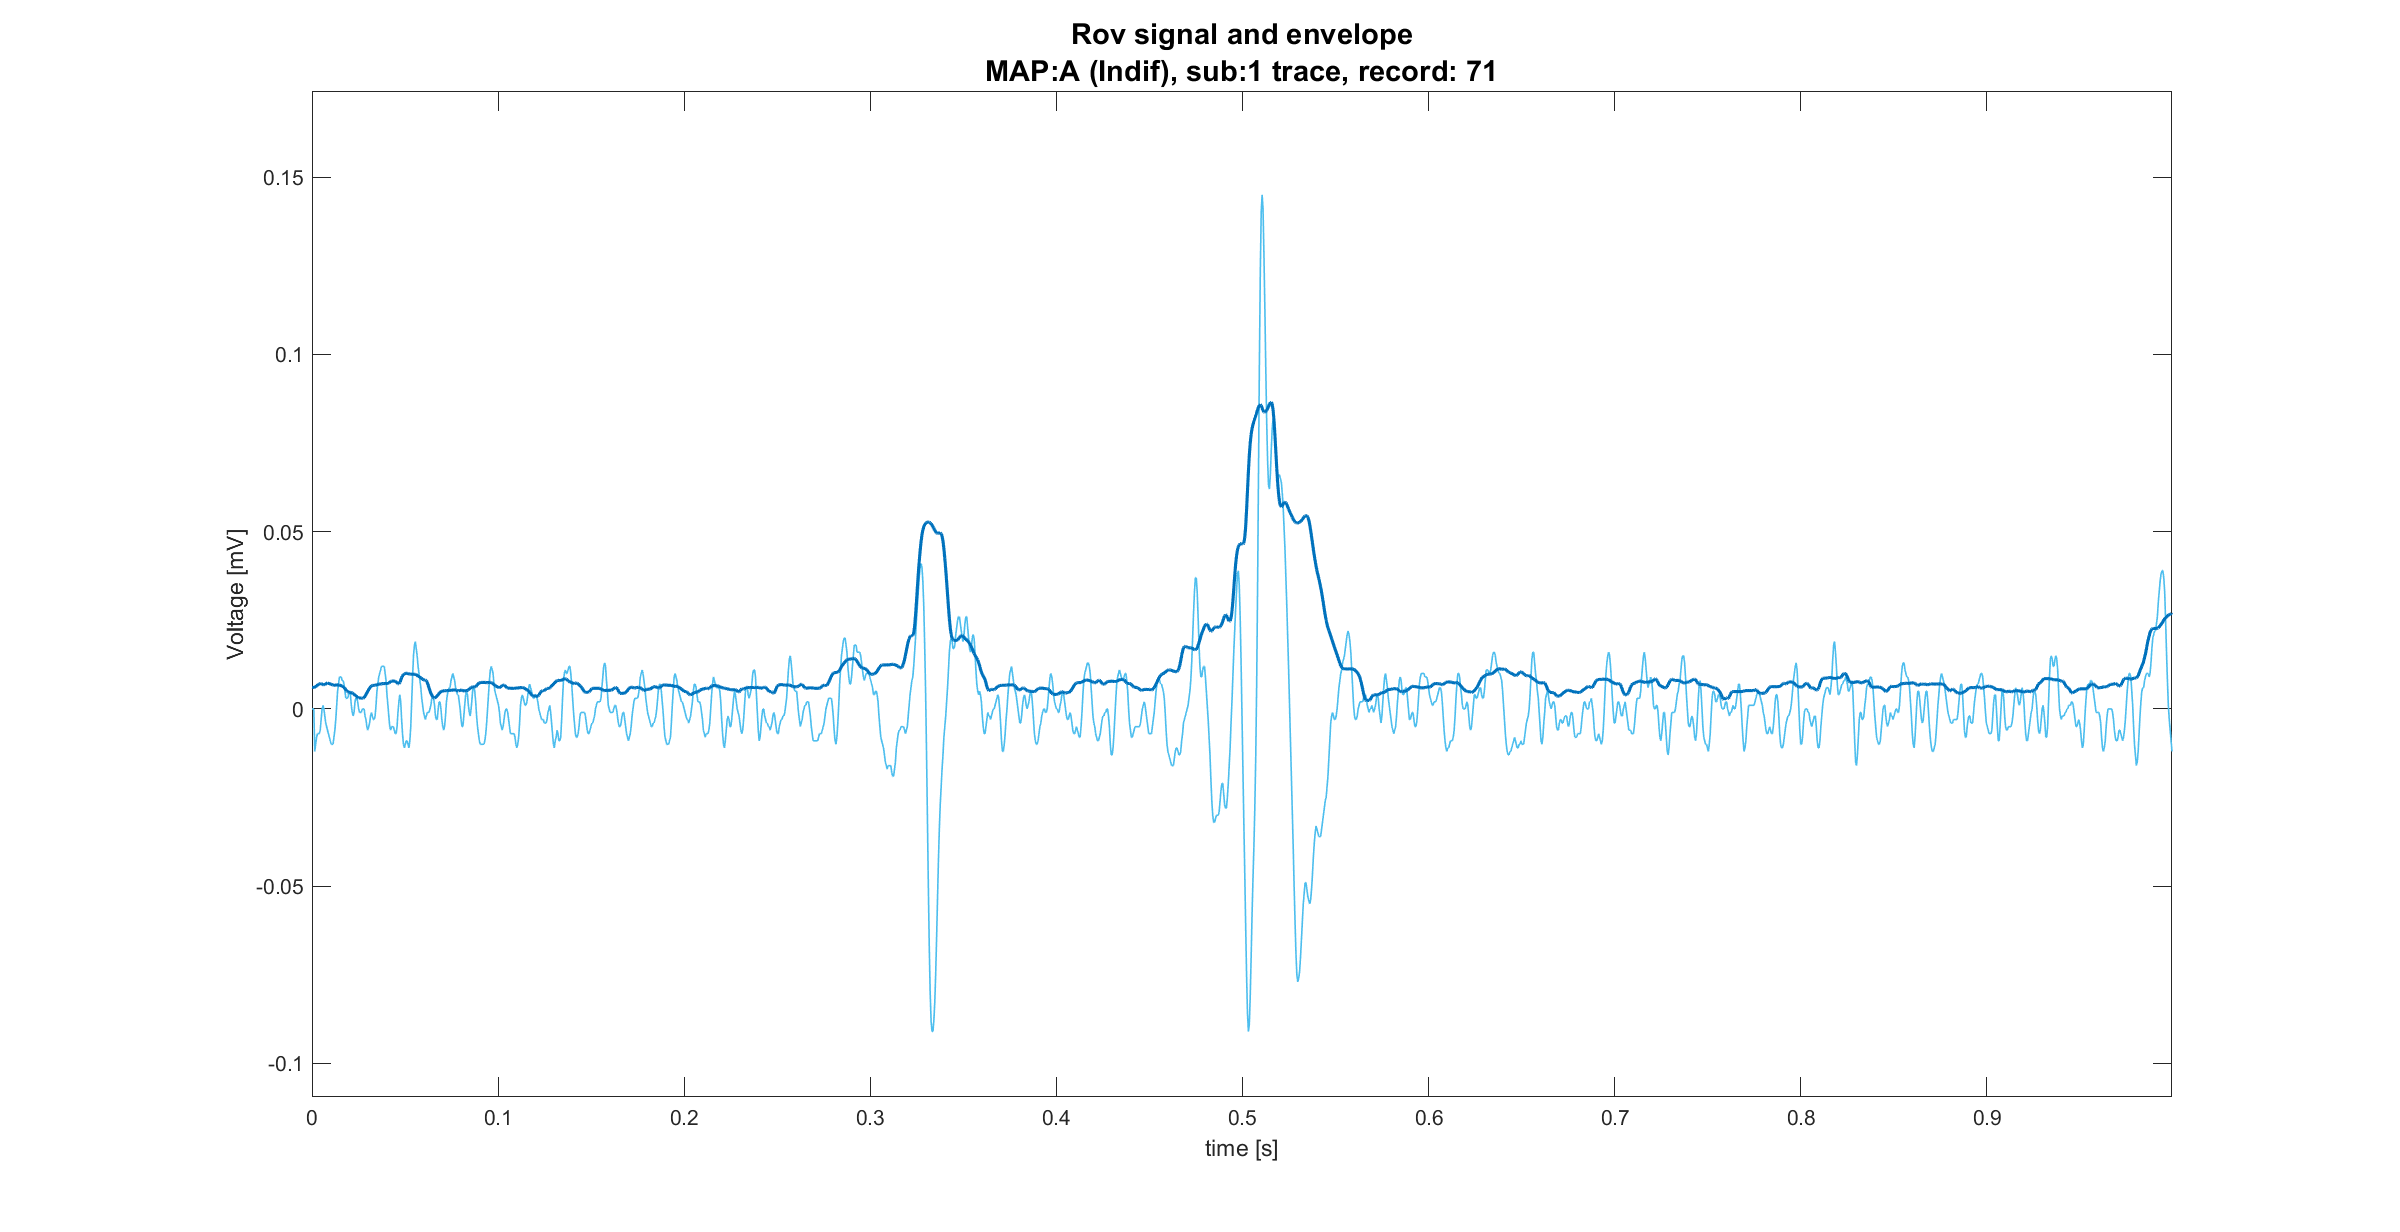 Rov signal and envelope
MAP:A (Indif), sub:1 trace, record: 71
0.15
0.1
0.05
0
-0.05
-0.1
Voltage [mV]
0 0.1 0.2 0.3 0.4 0.5 0.6 0.7 0.8 0.9
time [s]